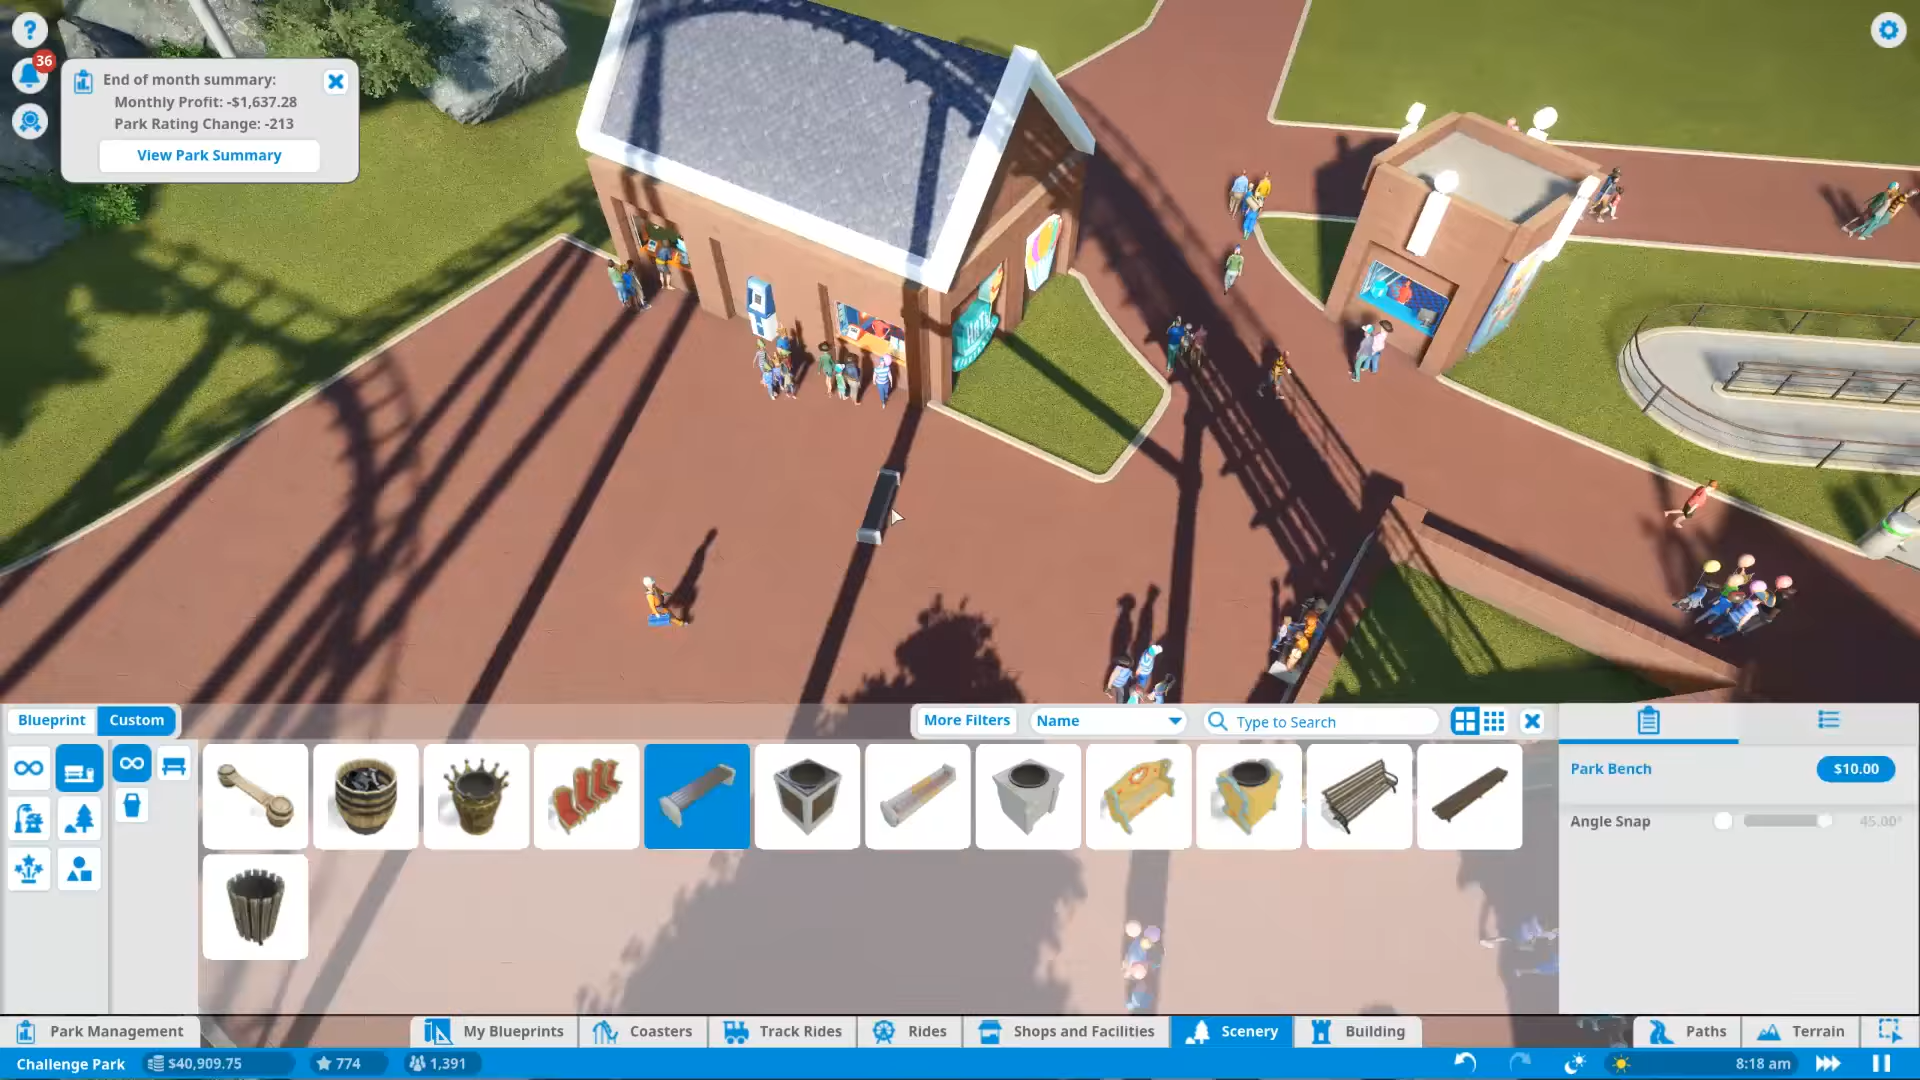 ?
36
End of month summary:
Monthly Profit: -$1,637.28
Park Rating Change: -213
View Park Summary
Blueprint
Custom
More Filters
Name
Type to Search
Park Bench
$10.00
Angle Snap
45.00°
Park Management
My Blueprints
Coasters
Track Rides
Rides
Shops and Facilities
Scenery
Building
Paths
Terrain
Challenge Park
$40,909.75
774
1,391
8:18 am